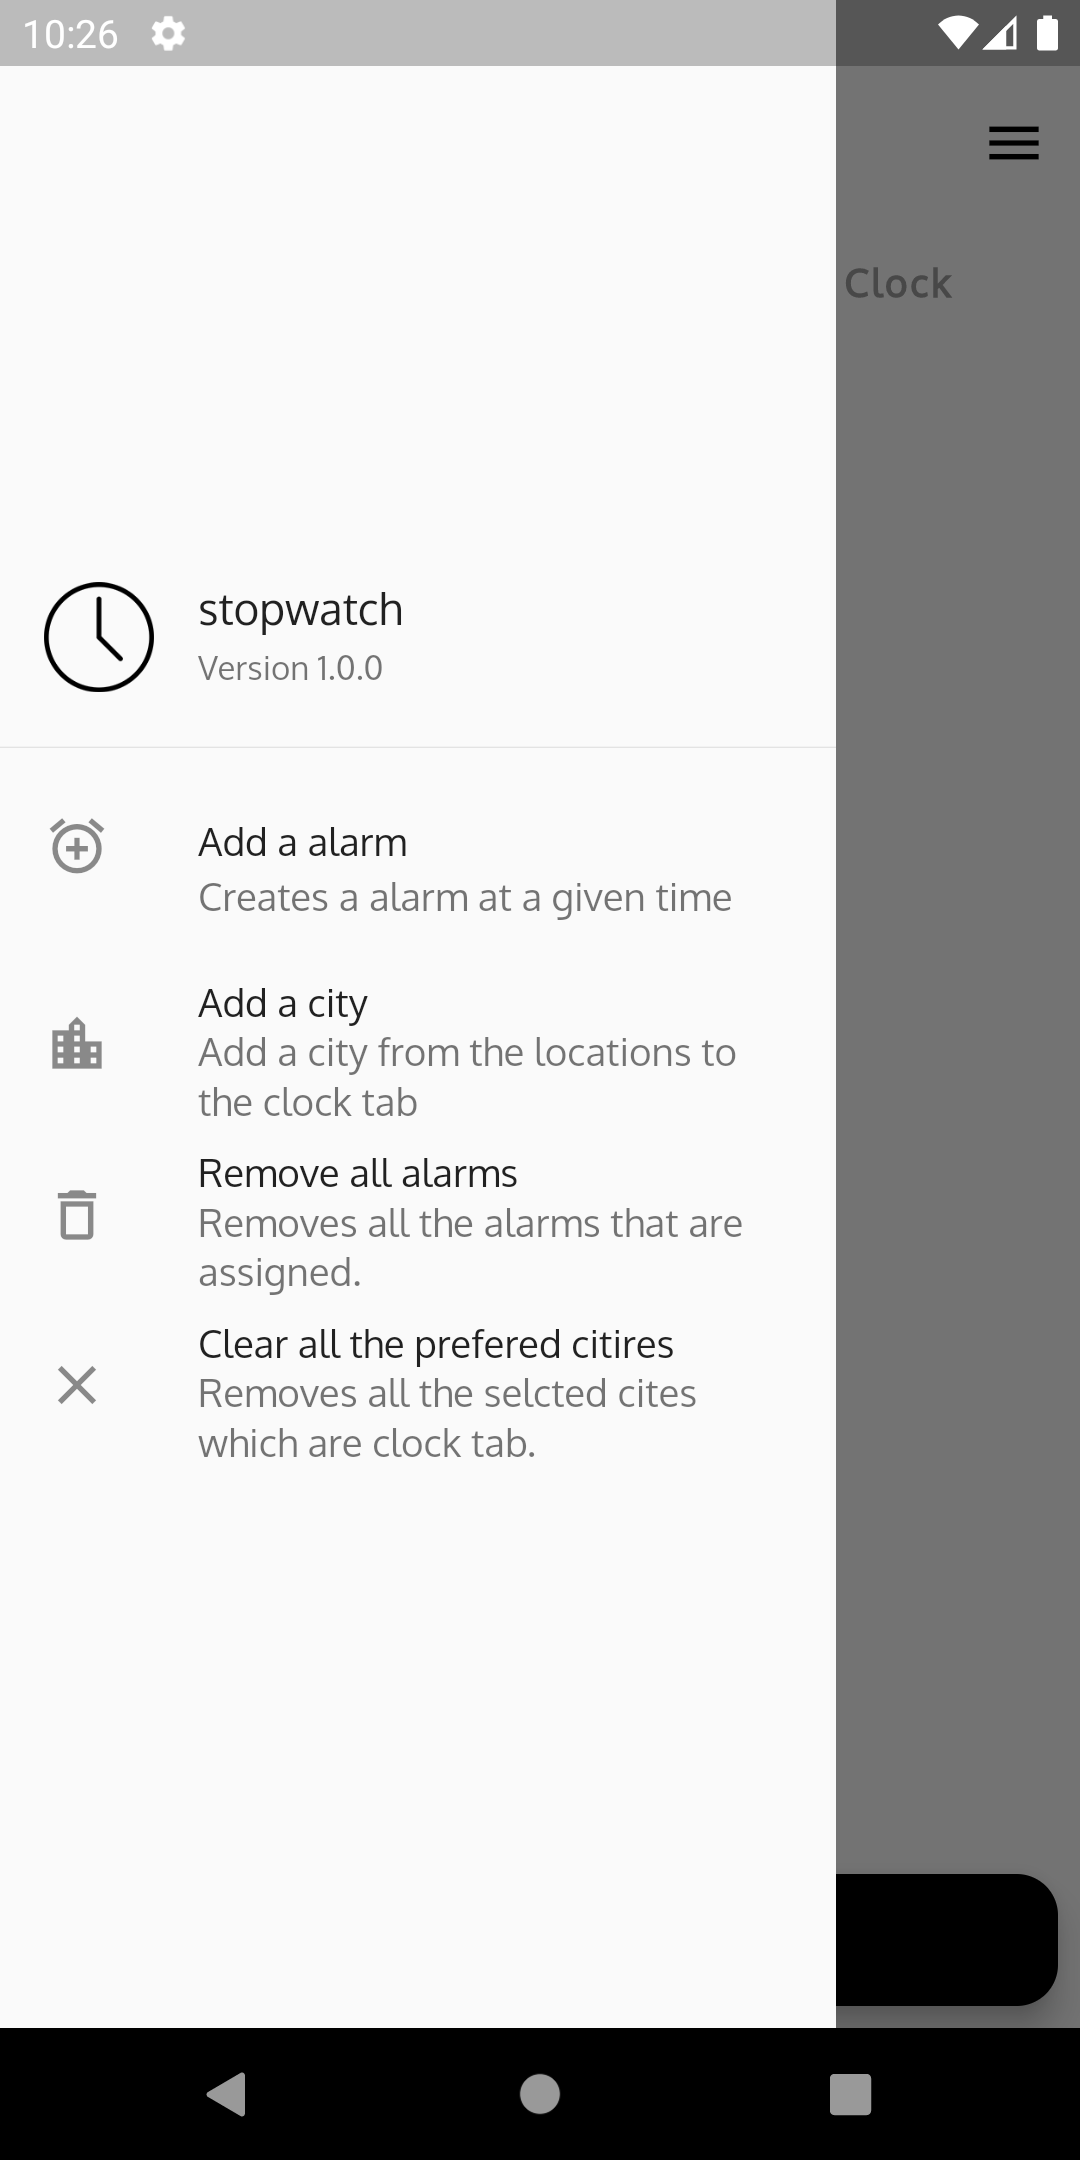 10:26
Clock
stopwatch
Version 1.0.0
Add a alarm
Creates a alarm at a given time
Add a city
Add a city from the locations to
the clock tab
Remove all alarms
Removes all the alarms that are
assigned.
Clear all the prefered citires
Removes all the selcted cites
which are clock tab.